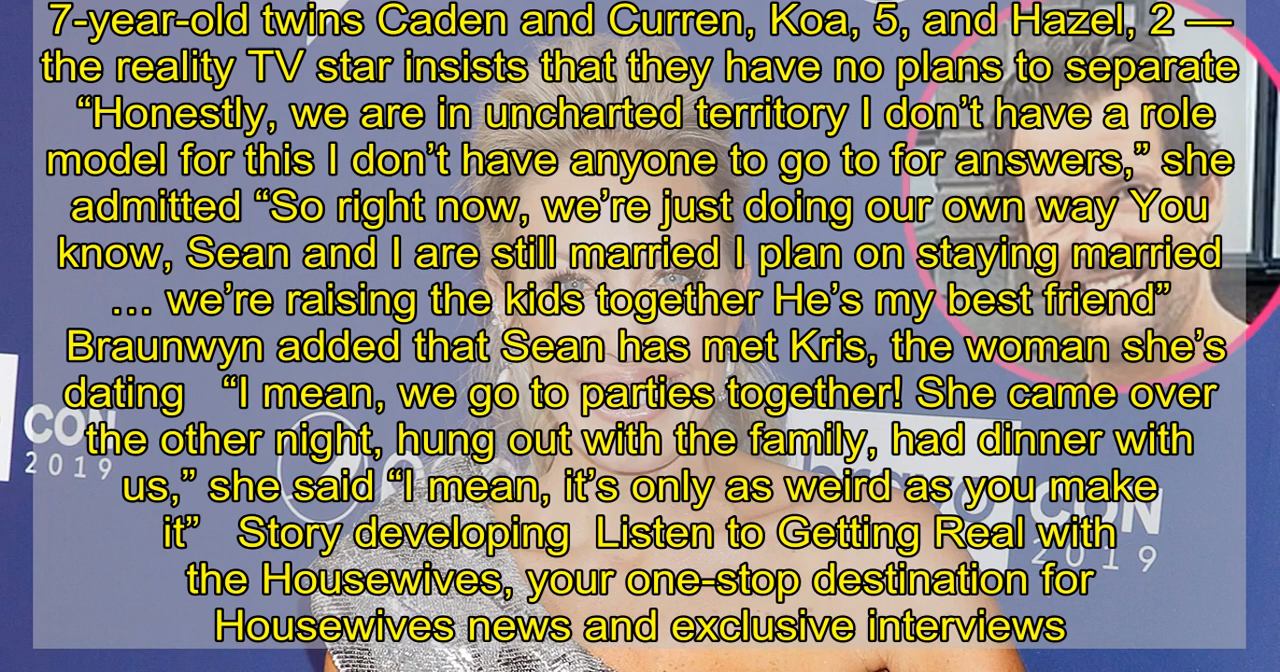 7-year-old twins Caden and Curren, Koa, 5, and Hazel, 2 —
the reality TV star insists that they have no plans to separate
“Honestly, we are in uncharted territory I don’t have a role
model for this I don’t have anyone to go to for answers,” she
admitted “So right now, we’re just doing our own way You
know, Sean and I are still married I plan on staying married
… we’re raising the kids together He’s my best friend”
Braunwyn added that Sean has met Kris, the woman she’s
dating “I mean, we go to parties together! She came over
the other night, hung out with the family, had dinner with
us,” she said “I mean, it’s only as weird as you make
it” Story developing Listen to Getting Real with
the Housewives, your one-stop destination for
Housewives news and exclusive interviews
CON
2019
CON
2019